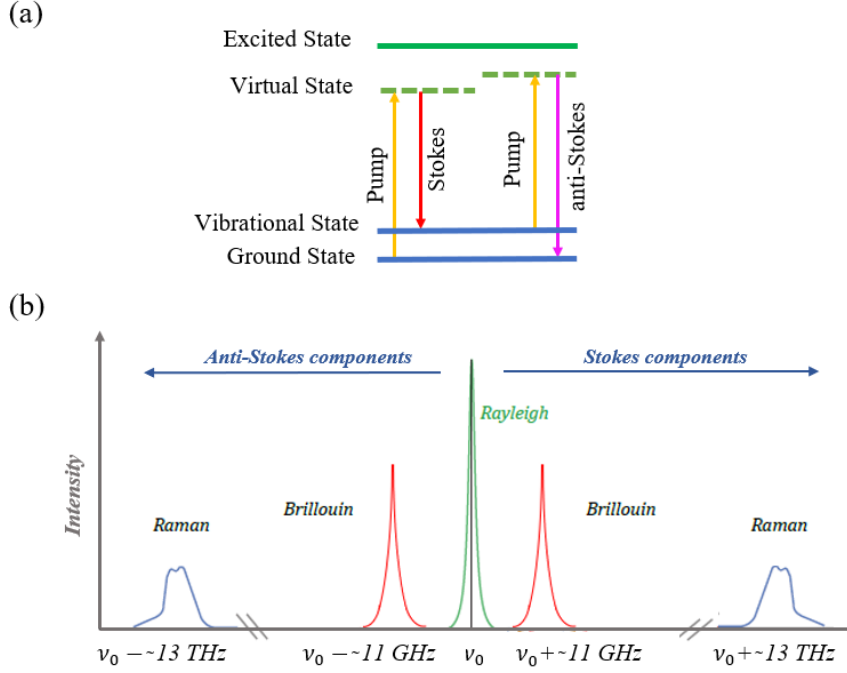 (a)
Excited State
Virtual State
Pump
Stokes
Pump
anti-Stokes
Vibrational State
Ground State
(b)
Anti-Stokes components
Stokes components
Rayleigh
Intensity
Raman
Brillouin
Brillouin
Raman
ν₀ −~13 THz
ν₀ −~11 GHz
ν₀
ν₀+~11 GHz
ν₀+~13 THz